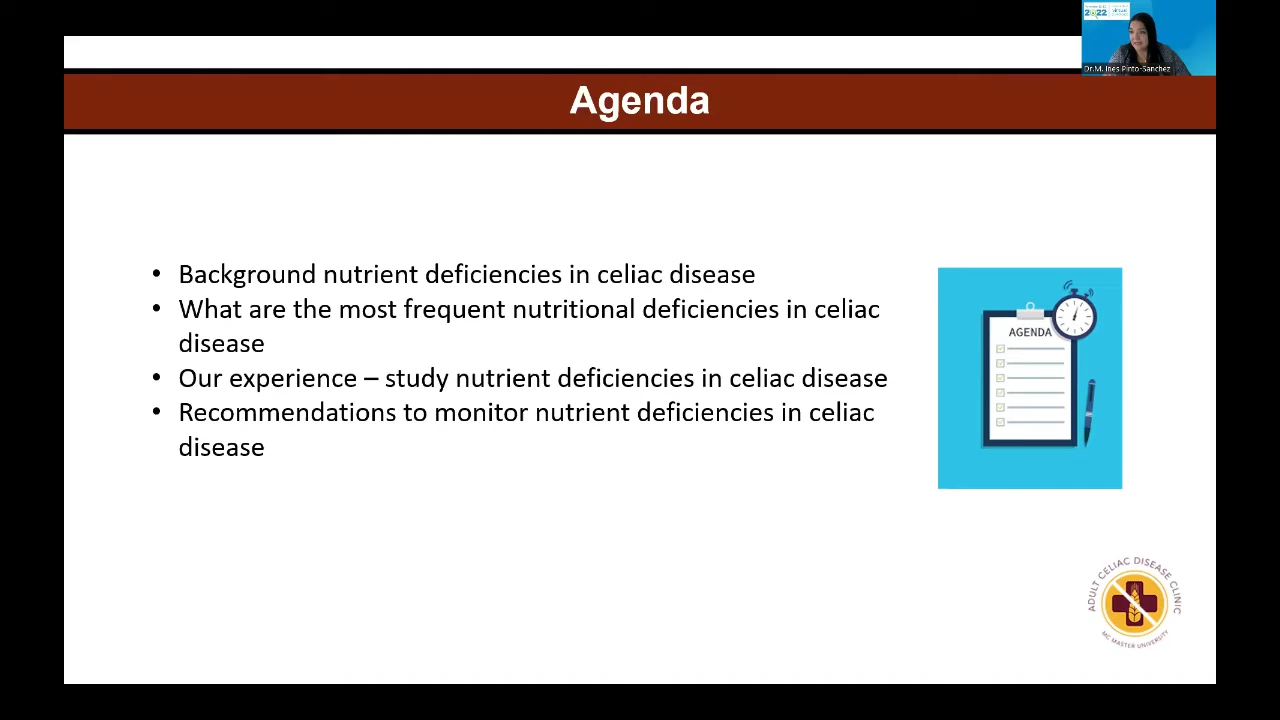 2022
Dr.M. Ines Pinto-Sanchez
Agenda
• Background nutrient deficiencies in celiac disease
• What are the most frequent nutritional deficiencies in celiac
disease
• Our experience – study nutrient deficiencies in celiac disease
• Recommendations to monitor nutrient deficiencies in celiac
disease
AGENDA
ADULT CELIAC DISEASE CLINIC
MC MASTER UNIVERSITY